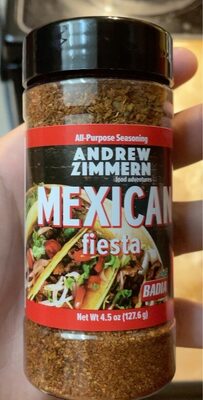 All-Purpose Seasoning
ANDREW
ZIMMERN
food adventures
MEXICAN
fiesta
BADIA
Net Wt 4.5 oz (127.6 g)